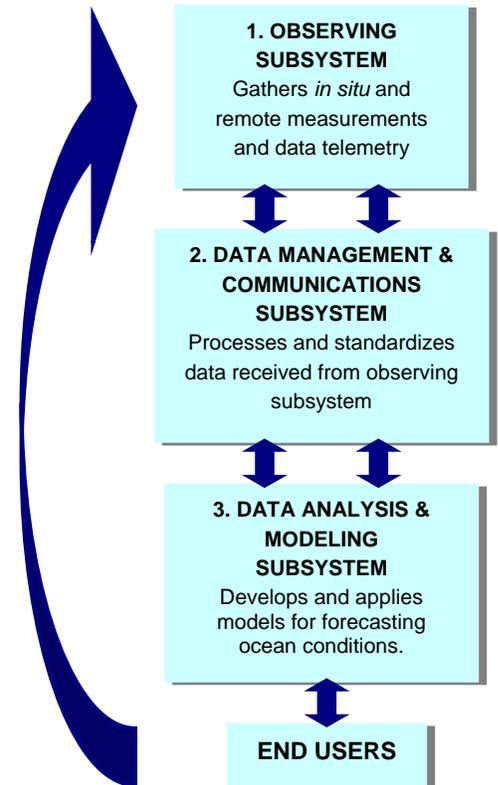 1. OBSERVING
SUBSYSTEM
Gathers in situ and
remote measurements
and data telemetry
2. DATA MANAGEMENT &
COMMUNICATIONS
SUBSYSTEM
Processes and standardizes
data received from observing
subsystem
3. DATA ANALYSIS &
MODELING
SUBSYSTEM
Develops and applies
models for forecasting
ocean conditions.
END USERS